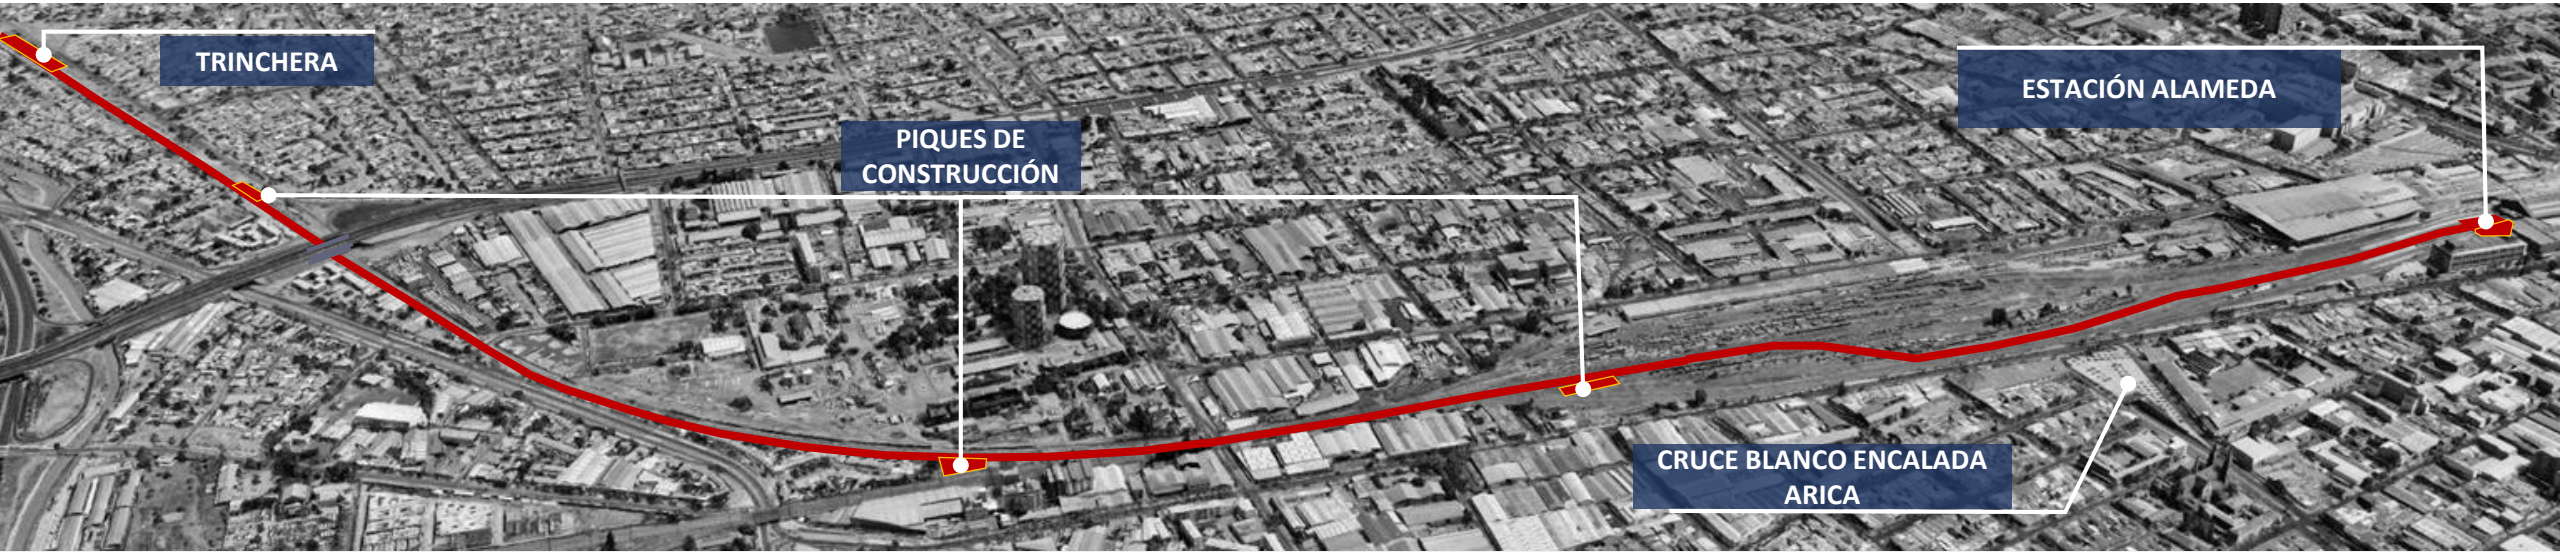 TRINCHERA
PIQUES DE
CONSTRUCCIÓN
ESTACIÓN ALAMEDA
CRUCE BLANCO ENCALADA
ARICA